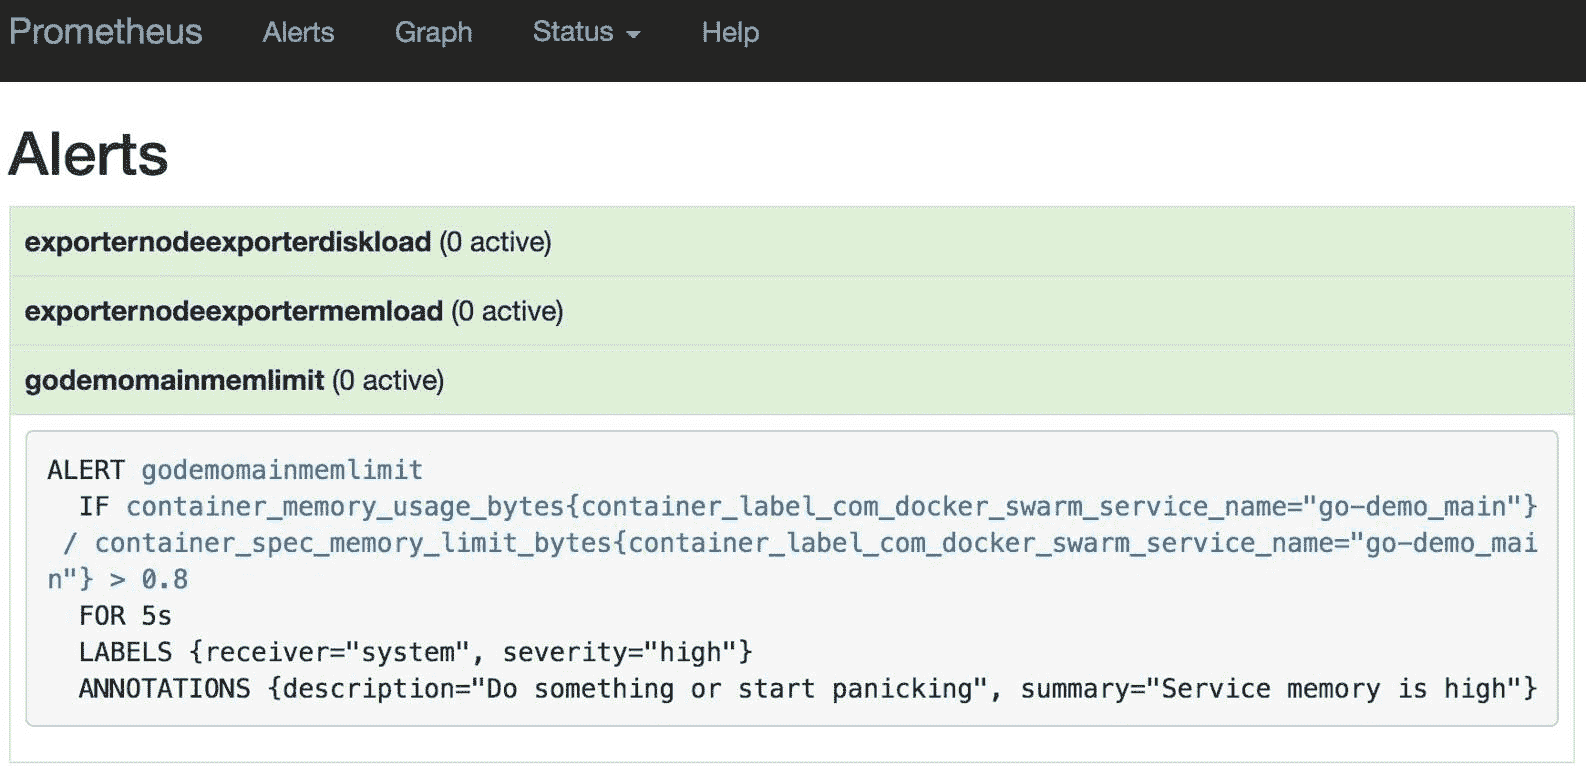 Prometheus Alerts Graph Status Help
Alerts
exporternodeexporterdiskload (0 active)
exporternodeexportermemload (0 active)
godemomainmemlimit (0 active)
ALERT godemomainmemlimit
IF container_memory_usage_bytes{container_label_com_docker_swarm_service_name="go-demo_main"}
/ container_spec_memory_limit_bytes{container_label_com_docker_swarm_service_name="go-demo_mai
n"} > 0.8
FOR 5s
LABELS {receiver="system", severity="high"}
ANNOTATIONS {description="Do something or start panicking", summary="Service memory is high"}